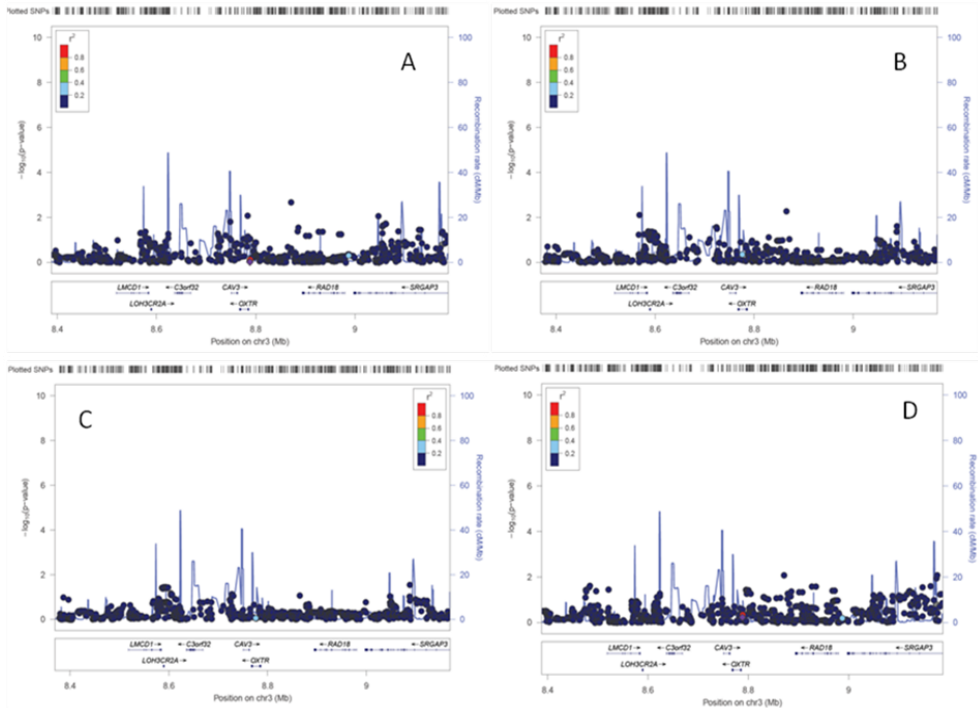 Plotted SNPs
A
r²
0.8
0.6
0.4
0.2
10
8
6
4
2
0
100
80
60
40
20
0
−log10(p−value)
Recombination rate (cM/Mb)
LMCD1→ ←C3orf32 CAV3→ ←RAD18 ←SRGAP3
LOH3CR2A→ ←OXTR
8.4 8.6 8.8 9
Position on chr3 (Mb)
Plotted SNPs
B
r²
0.8
0.6
0.4
0.2
10
8
6
4
2
0
100
80
60
40
20
0
−log10(p−value)
Recombination rate (cM/Mb)
LMCD1→ ←C3orf32 CAV3→ ←RAD18 ←SRGAP3
LOH3CR2A→ ←OXTR
8.4 8.6 8.8 9
Position on chr3 (Mb)
Plotted SNPs
C
r²
0.8
0.6
0.4
0.2
10
8
6
4
2
0
100
80
60
40
20
0
−log10(p−value)
Recombination rate (cM/Mb)
LMCD1→ ←C3orf32 CAV3→ ←RAD18 ←SRGAP3
LOH3CR2A→ ←OXTR
8.4 8.6 8.8 9
Position on chr3 (Mb)
Plotted SNPs
D
r²
0.8
0.6
0.4
0.2
10
8
6
4
2
0
100
80
60
40
20
0
−log10(p−value)
Recombination rate (cM/Mb)
LMCD1→ ←C3orf32 CAV3→ ←RAD18 ←SRGAP3
LOH3CR2A→ ←OXTR
8.4 8.6 8.8 9
Position on chr3 (Mb)